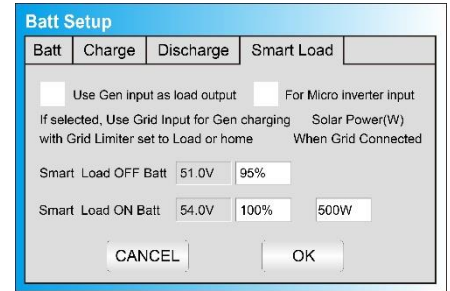 Batt Setup
Batt Charge Discharge Smart Load
Use Gen input as load output For Micro inverter input
If selected, Use Grid Input for Gen charging Solar Power(W)
with Grid Limiter set to Load or home When Grid Connected
Smart Load OFF Batt 51.0V 95%
Smart Load ON Batt 54.0V 100% 500W
CANCEL OK